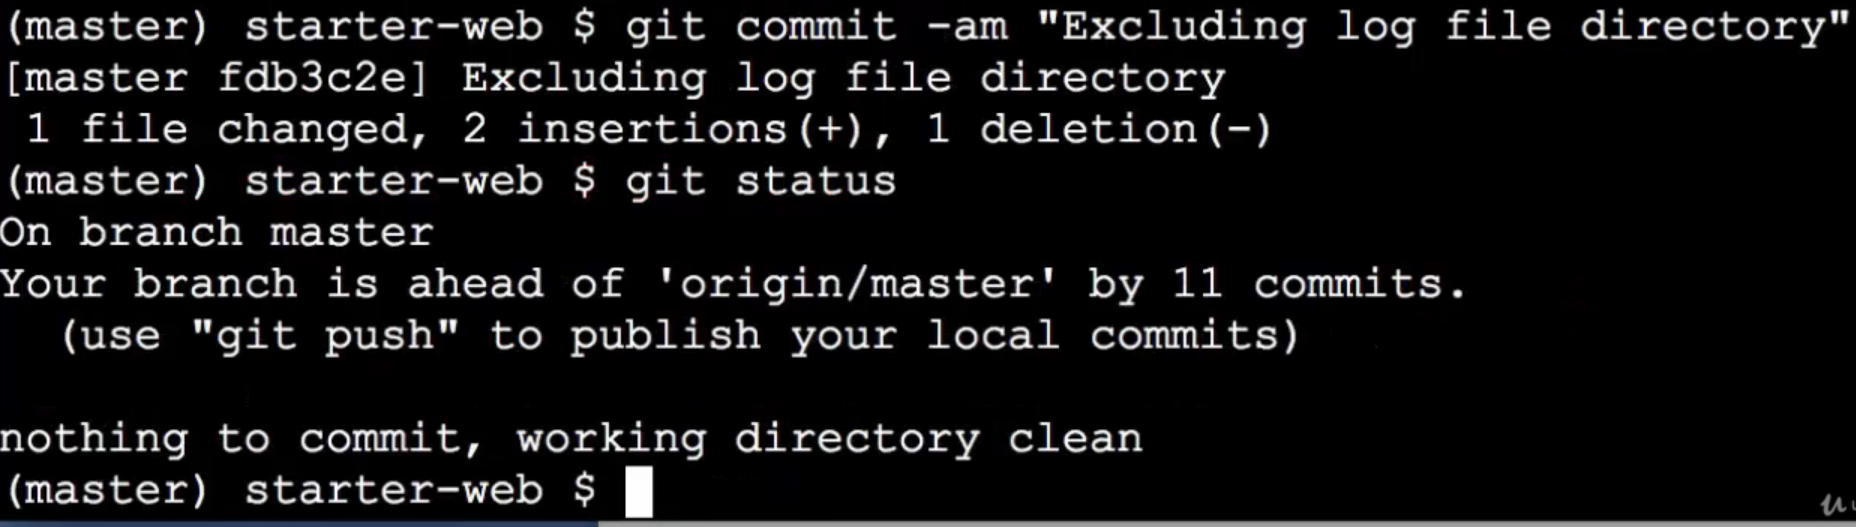 (master) starter-web $ git commit -am "Excluding log file directory"
[master fdb3c2e] Excluding log file directory
 1 file changed, 2 insertions(+), 1 deletion(-)
(master) starter-web $ git status
On branch master
Your branch is ahead of 'origin/master' by 11 commits.
  (use "git push" to publish your local commits)
nothing to commit, working directory clean
(master) starter-web $